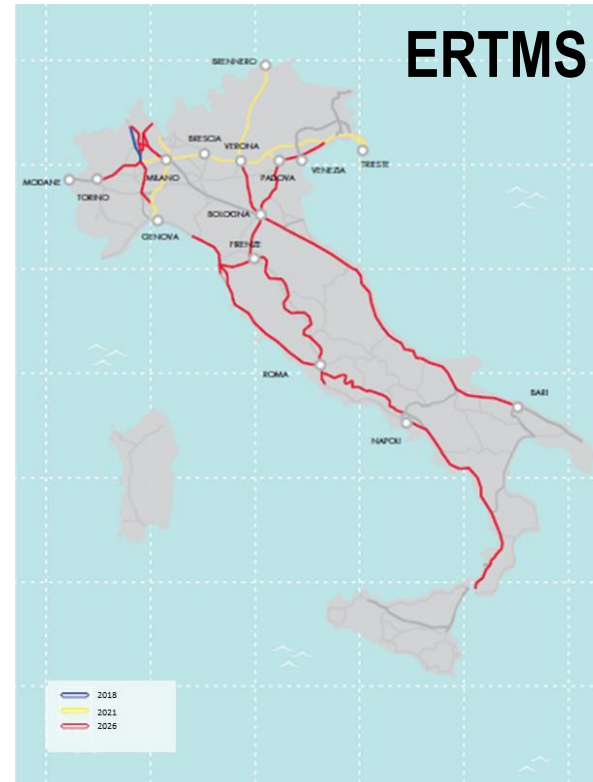 ERTMS
BRENNERO
BRESCIA
VERONA
TRIESTE
MILANO
PADOVA
VENEZIA
MODANE
TORINO
BOLOGNA
GENOVA
FIRENZE
ROMA
BARI
NAPOLI
2018
2021
2026